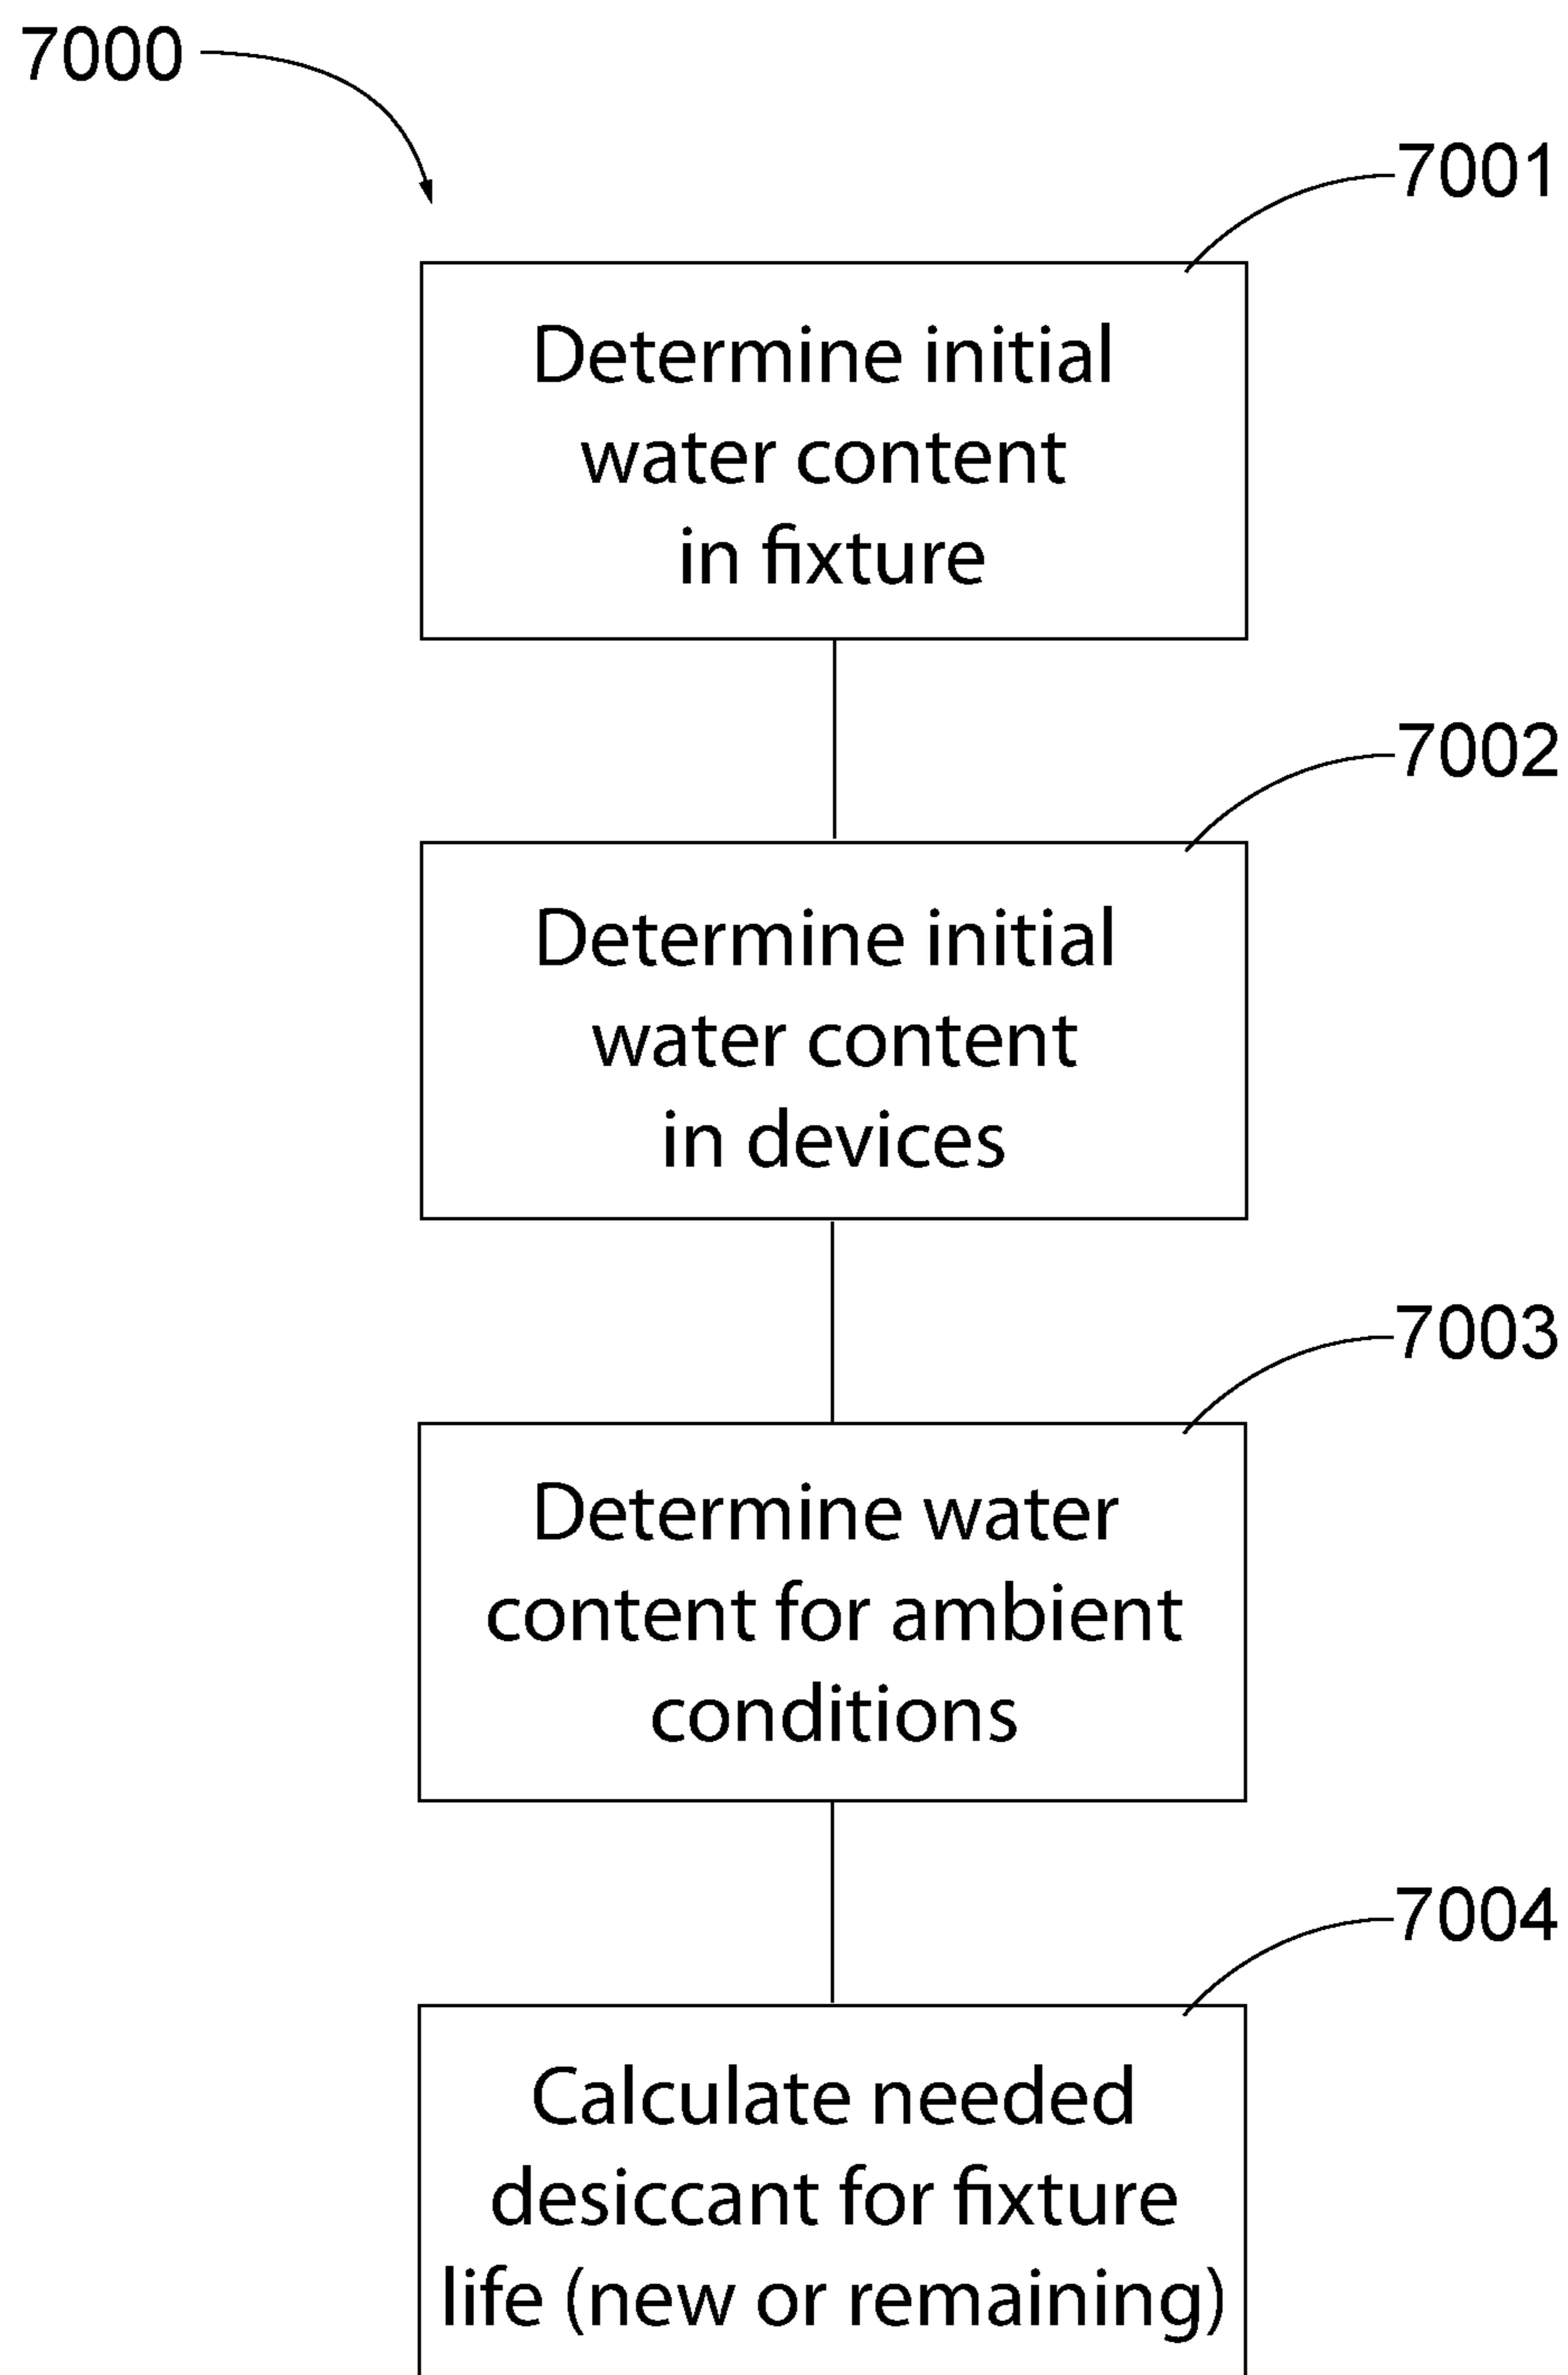 7000
7001
Determine initial
water content
in fixture
7002
Determine initial
water content
in devices
7003
Determine water
content for ambient
conditions
7004
Calculate needed
desiccant for fixture
life (new or remaining)